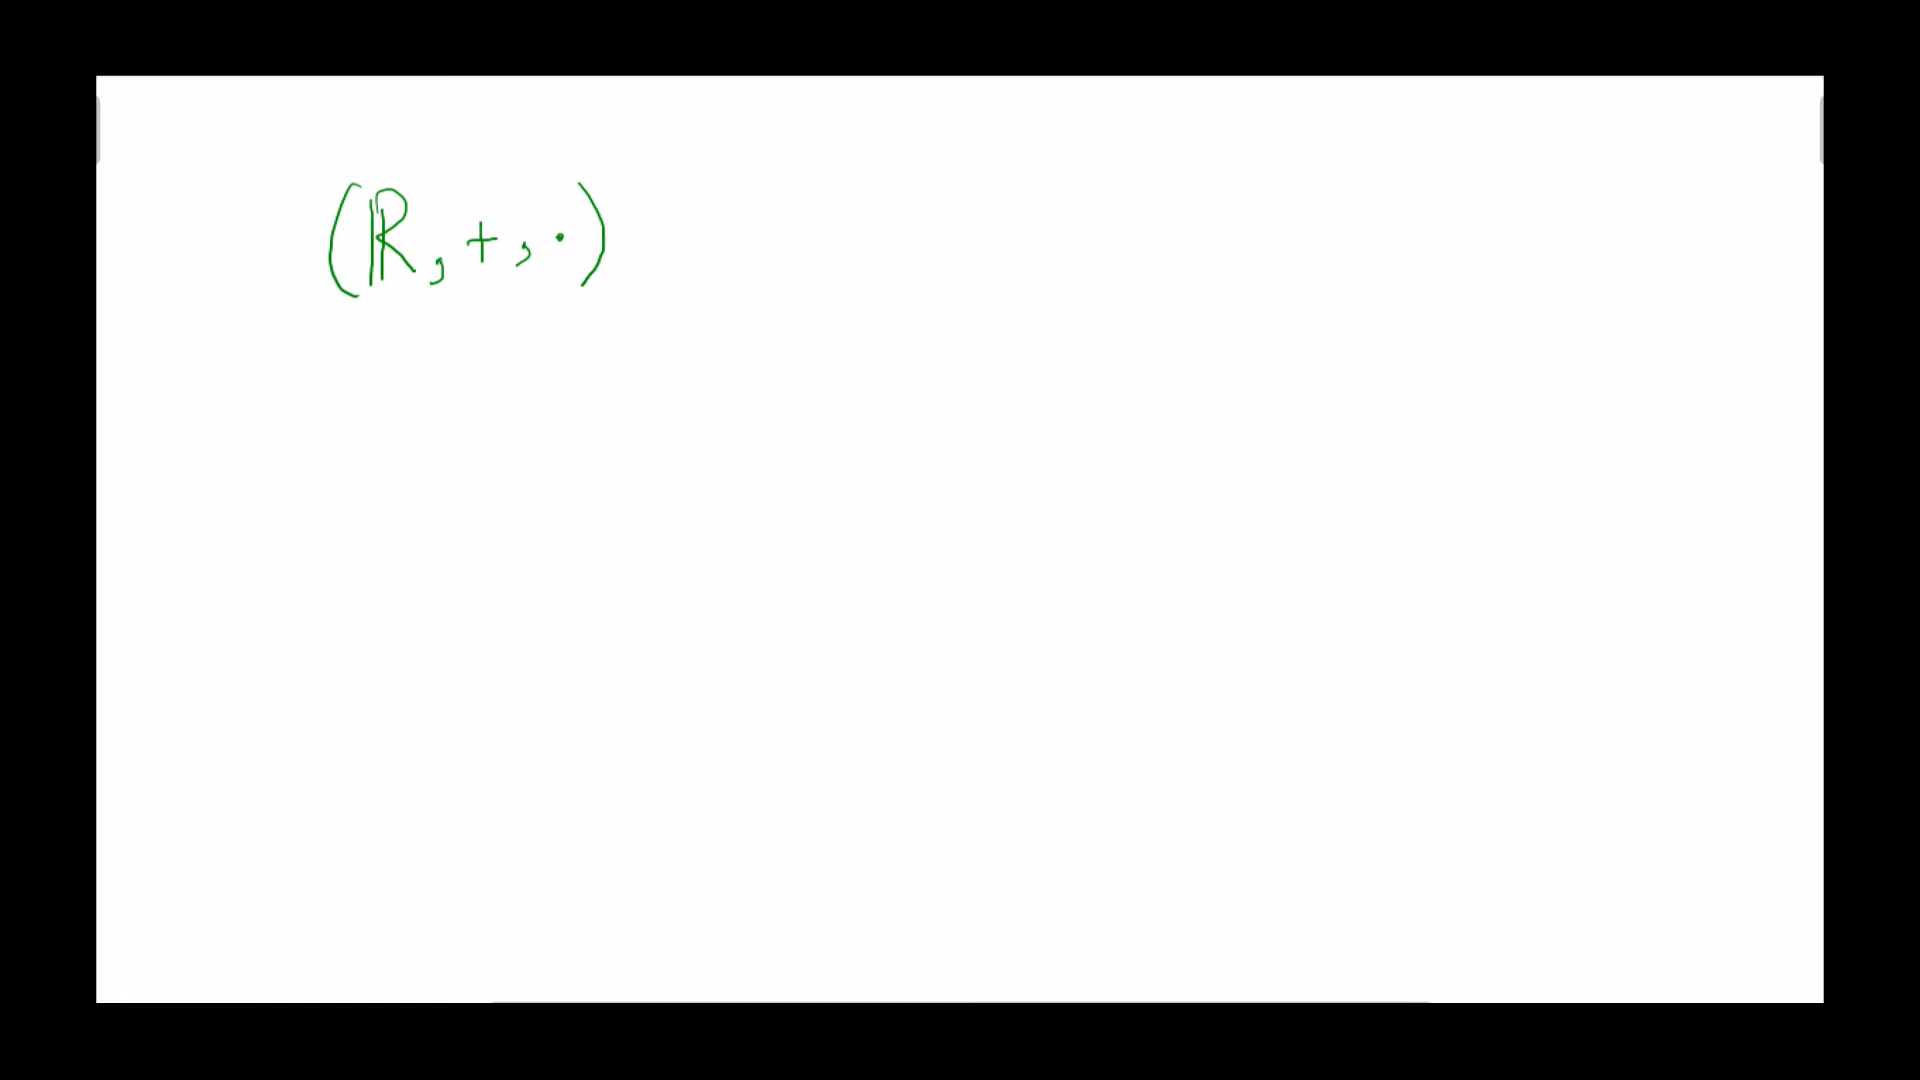 (ℝ, +, ·)